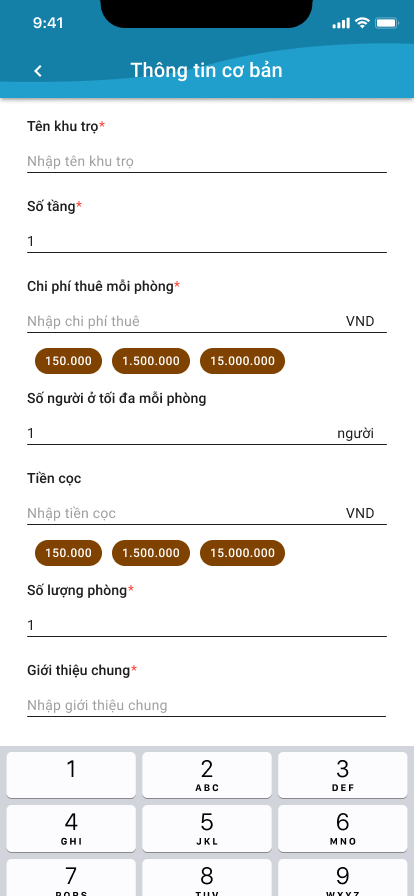 9:41
Thông tin cơ bản
Tên khu trọ*
Nhập tên khu trọ
Số tầng*
1
Chi phí thuê mỗi phòng*
Nhập chi phí thuê VND
150.000 1.500.000 15.000.000
Số người ở tối đa mỗi phòng
1 người
Tiền cọc
Nhập tiền cọc VND
150.000 1.500.000 15.000.000
Số lượng phòng*
1
Giới thiệu chung*
Nhập giới thiệu chung
1 2 3
ABC DEF
4 5 6
GHI JKL MNO
7 8 9
PQRS TUV WXYZ